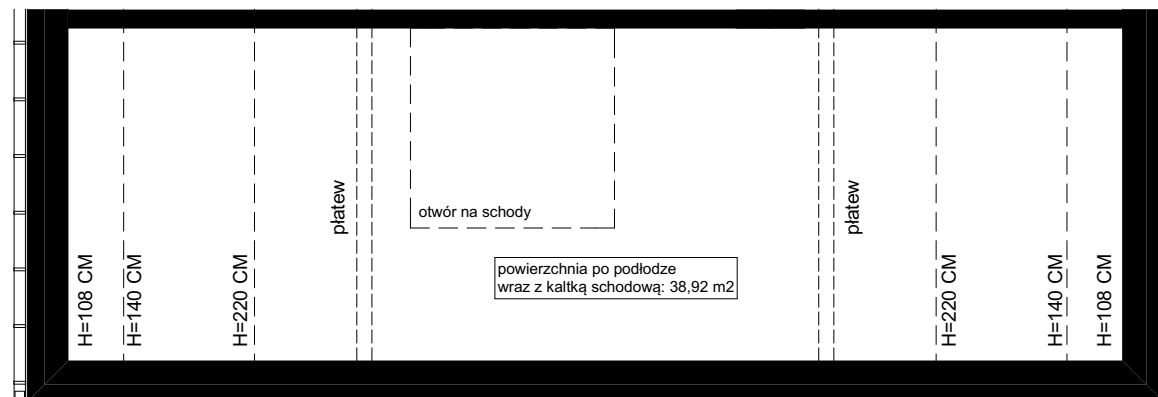 H=108 CM
H=140 CM
H=220 CM
płatew
otwór na schody
powierzchnia po podłodze
wraz z kaltką schodową: 38,92 m2
płatew
H=220 CM
H=140 CM
H=108 CM